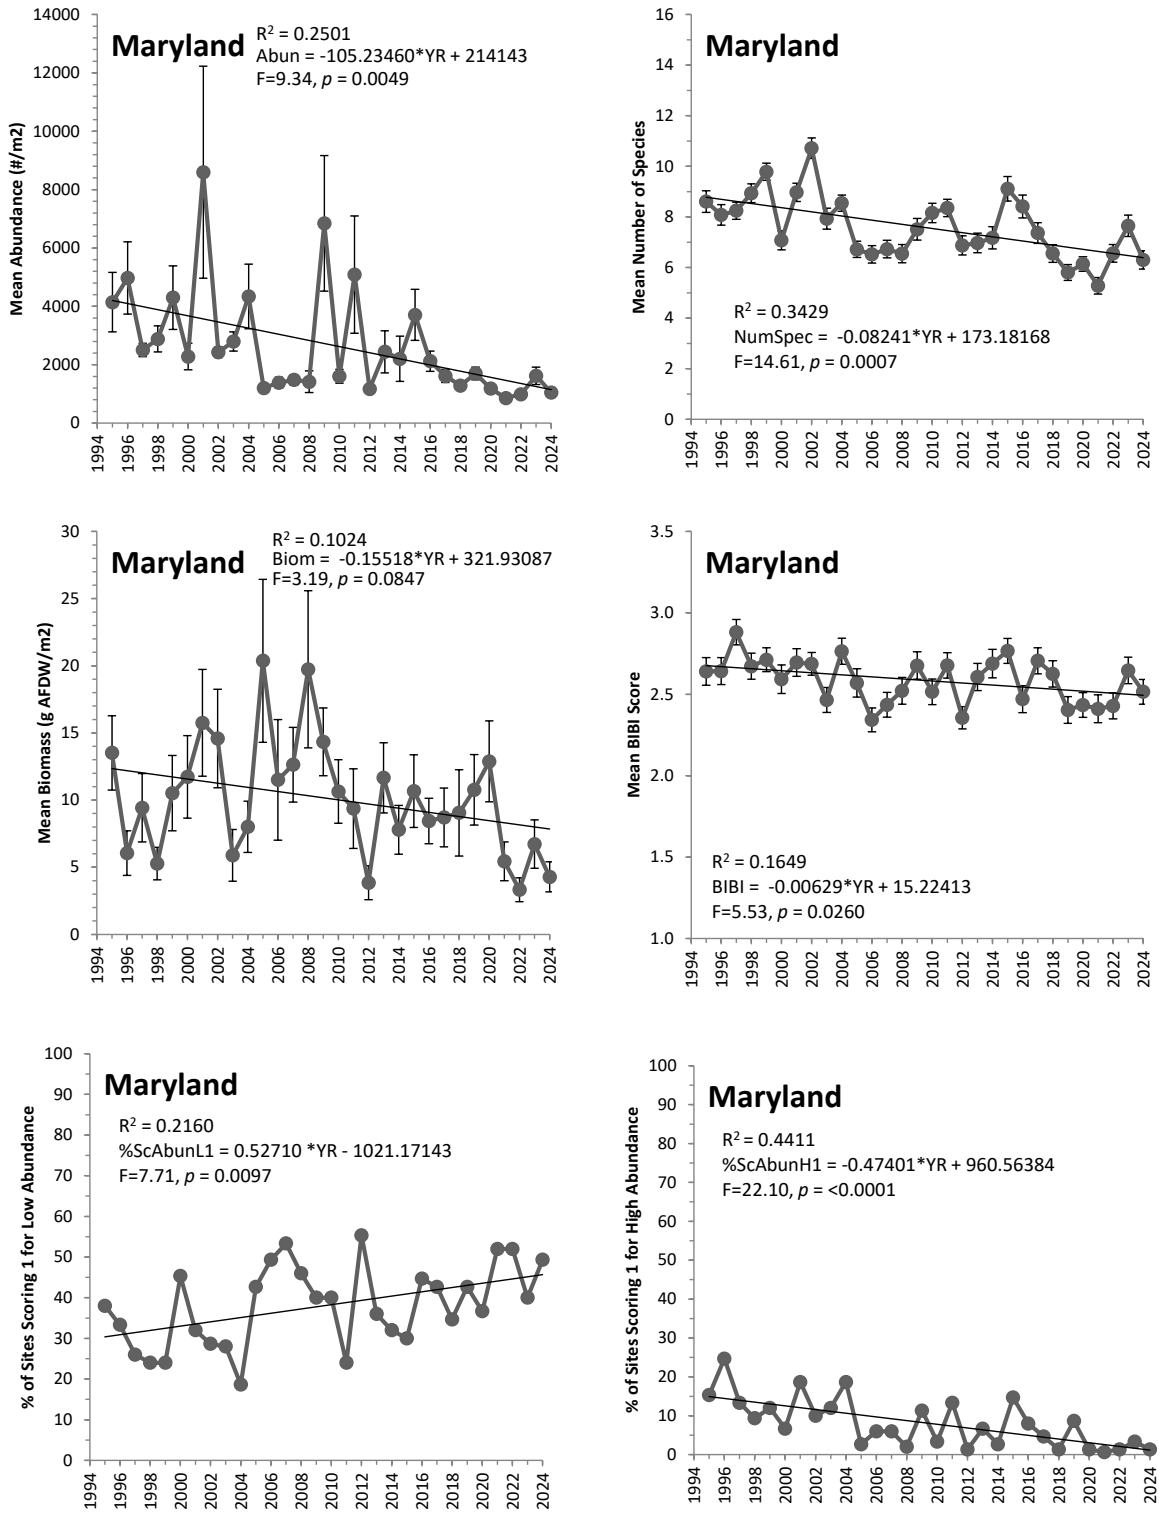 Maryland
R² = 0.2501
Abun = -105.23460*YR + 214143
F=9.34, p = 0.0049
Mean Abundance (#/m2)
14000
12000
10000
8000
6000
4000
2000
0
1994 1996 1998 2000 2002 2004 2006 2008 2010 2012 2014 2016 2018 2020 2022 2024
Maryland
R² = 0.3429
NumSpec = -0.08241*YR + 173.18168
F=14.61, p = 0.0007
Mean Number of Species
16
14
12
10
8
6
4
2
0
1994 1996 1998 2000 2002 2004 2006 2008 2010 2012 2014 2016 2018 2020 2022 2024
Maryland
R² = 0.1024
Biom = -0.15518*YR + 321.93087
F=3.19, p = 0.0847
Mean Biomass (g AFDW/m2)
30
25
20
15
10
5
0
1994 1996 1998 2000 2002 2004 2006 2008 2010 2012 2014 2016 2018 2020 2022 2024
Maryland
R² = 0.1649
BIBI = -0.00629*YR + 15.22413
F=5.53, p = 0.0260
Mean BIBI Score
3.5
3.0
2.5
2.0
1.5
1.0
1994 1996 1998 2000 2002 2004 2006 2008 2010 2012 2014 2016 2018 2020 2022 2024
Maryland
R² = 0.2160
%ScAbunL1 = 0.52710 *YR - 1021.17143
F=7.71, p = 0.0097
% of Sites Scoring 1 for Low Abundance
100
90
80
70
60
50
40
30
20
10
0
1994 1996 1998 2000 2002 2004 2006 2008 2010 2012 2014 2016 2018 2020 2022 2024
Maryland
R² = 0.4411
%ScAbunH1 = -0.47401*YR + 960.56384
F=22.10, p = <0.0001
% of Sites Scoring 1 for High Abundance
100
90
80
70
60
50
40
30
20
10
0
1994 1996 1998 2000 2002 2004 2006 2008 2010 2012 2014 2016 2018 2020 2022 2024